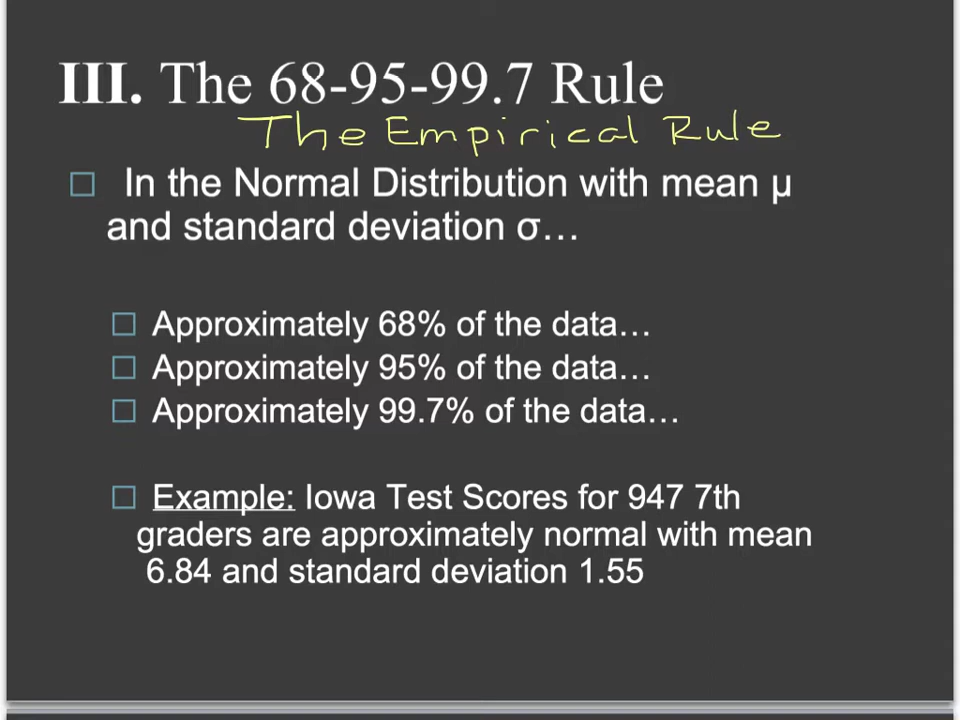 III. The 68-95-99.7 Rule
The Empirical Rule
In the Normal Distribution with mean μ
and standard deviation σ…
Approximately 68% of the data…
Approximately 95% of the data…
Approximately 99.7% of the data…
Example: Iowa Test Scores for 947 7th
graders are approximately normal with mean
6.84 and standard deviation 1.55